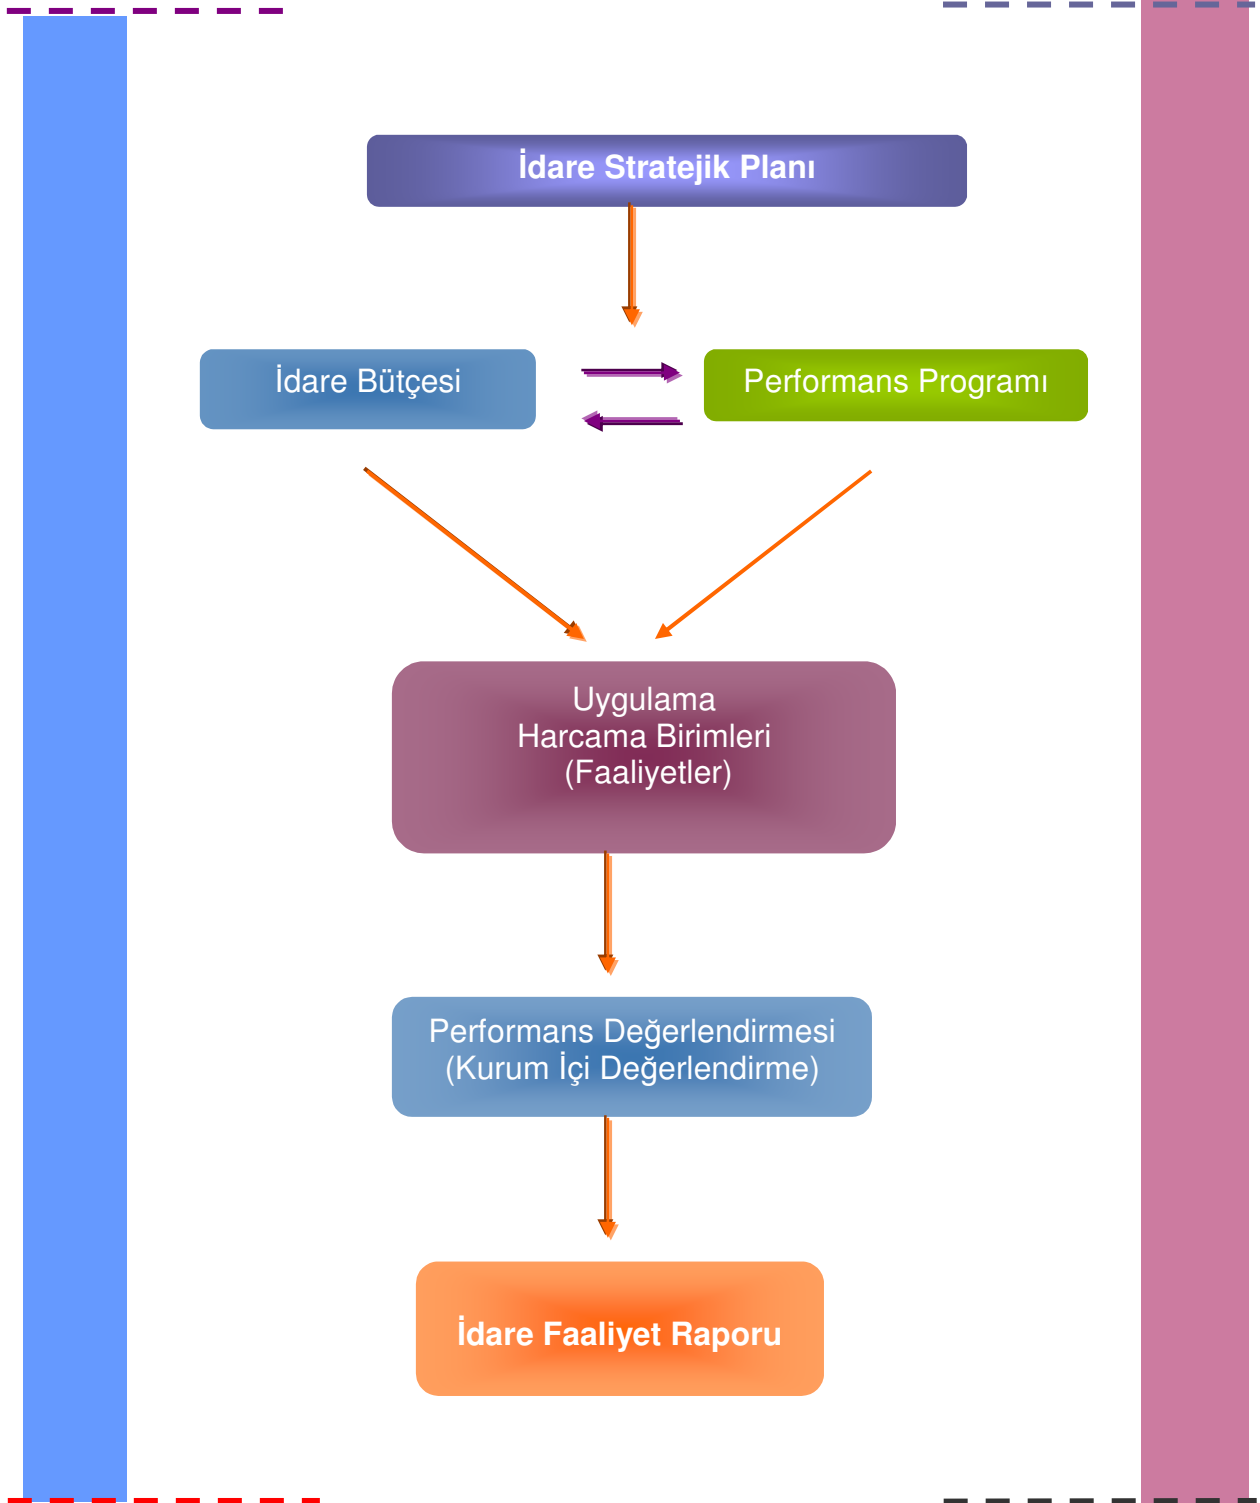 İdare Stratejik Planı
İdare Bütçesi
Performans Programı
Uygulama
Harcama Birimleri
(Faaliyetler)
Performans Değerlendirmesi
(Kurum İçi Değerlendirme)
İdare Faaliyet Raporu